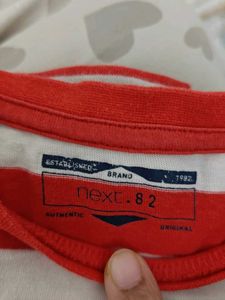 ESTABLISHED 1982
BRAND
next.82
AUTHENTIC ORIGINAL